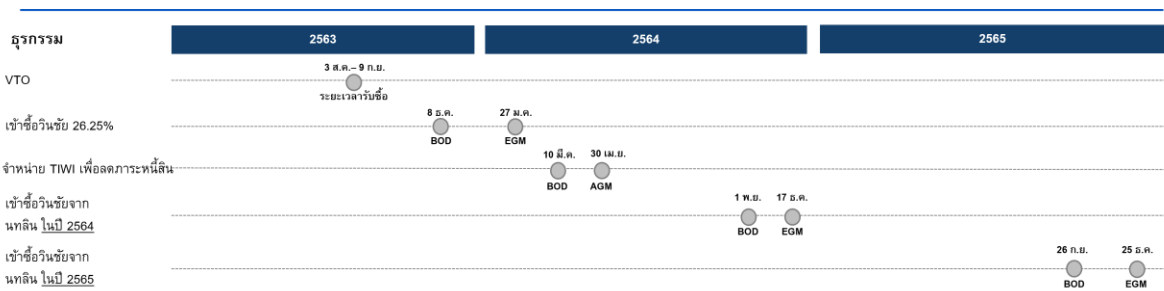 ธุรกรรม 2563 2564 2565
3 ส.ค.– 9 ก.ย.
VTO
ระยะเวลารับซื้อ
8 ธ.ค. 27 ม.ค.
เข้าซื้อวินชัย 26.25%
BOD EGM
10 มี.ค. 30 เม.ย.
จำหน่าย TIWI เพื่อลดภาระหนี้สิน
BOD AGM
เข้าซื้อวินชัยจาก 1 พ.ย. 17 ธ.ค.
นทลิน ในปี 2564 BOD EGM
26 ก.ย. 25 ธ.ค.
เข้าซื้อวินชัยจาก
นทลิน ในปี 2565 BOD EGM